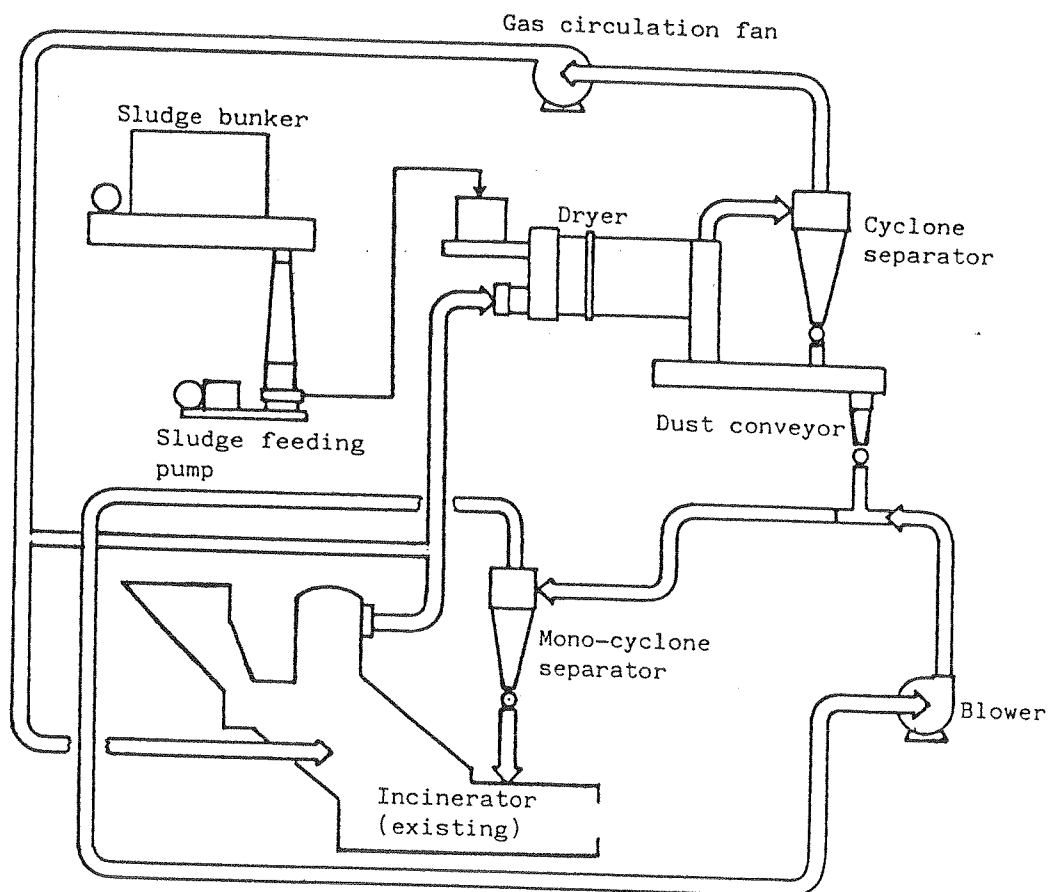 Gas circulation fan
Sludge bunker
Dryer
Cyclone
separator
Dust conveyor
Sludge feeding
pump
Mono-cyclone
separator
Blower
Incinerator
(existing)